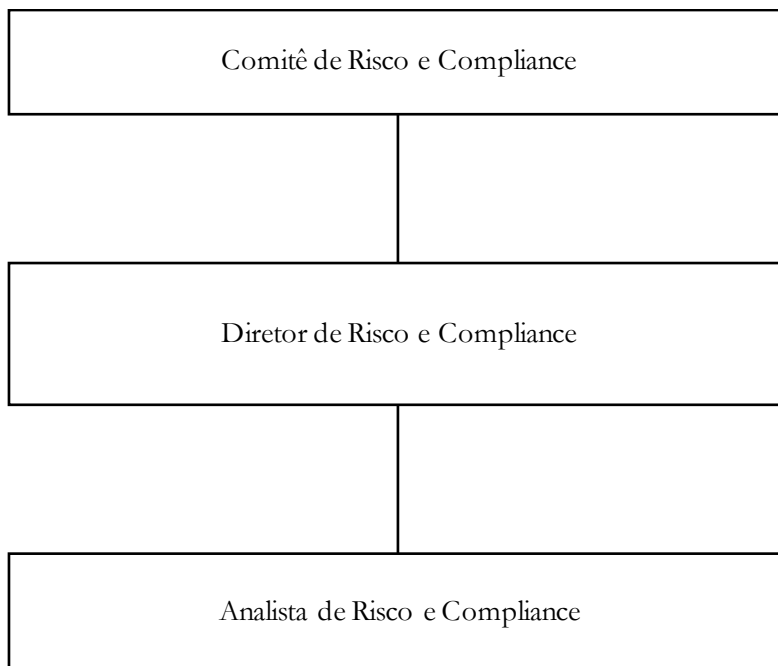 Comitê de Risco e Compliance
Diretor de Risco e Compliance
Analista de Risco e Compliance